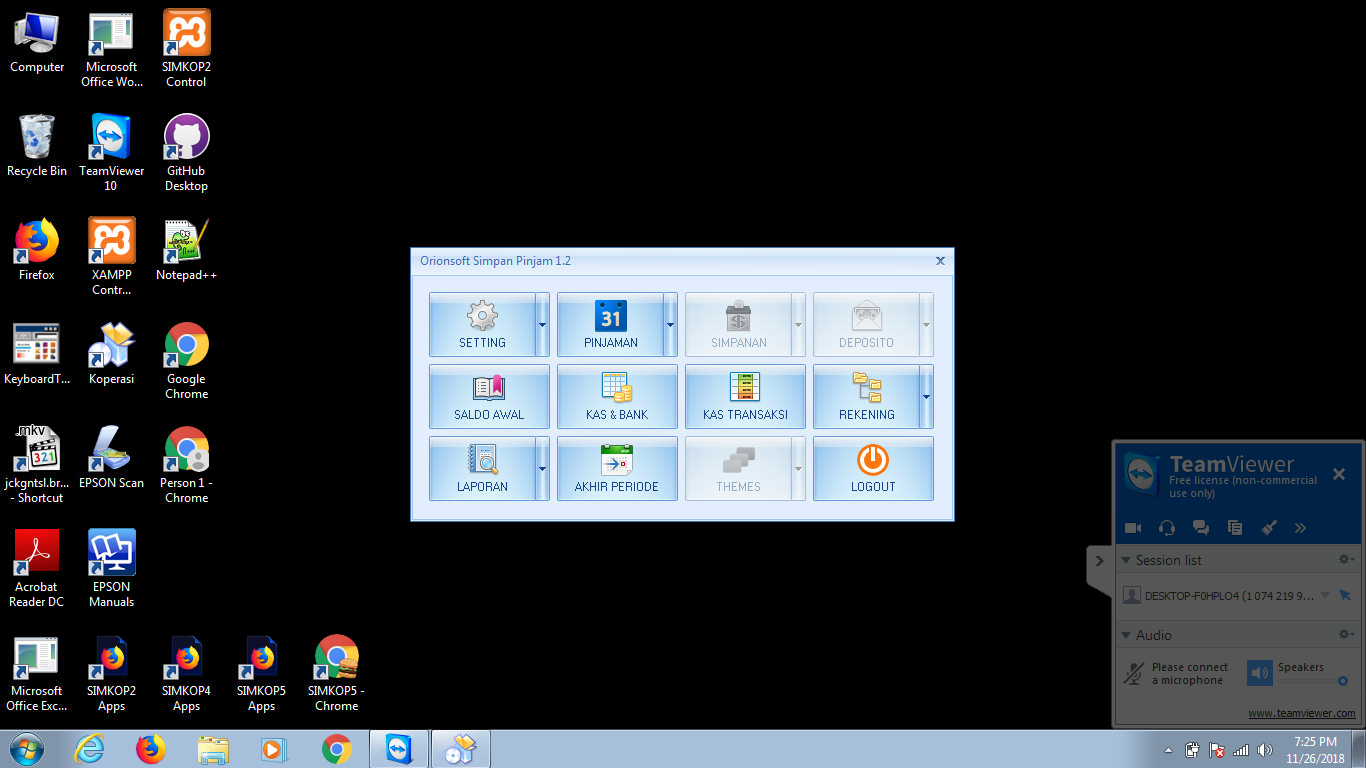 Computer
Microsoft
Office Wo...
SIMKOP2
Control
Recycle Bin
TeamViewer
10
GitHub
Desktop
Firefox
XAMPP
Contr...
Notepad++
KeyboardT...
Koperasi
Google
Chrome
.mkv
321
jckgntsl.br...
- Shortcut
EPSON Scan
Person 1 -
Chrome
Acrobat
Reader DC
EPSON
Manuals
Microsoft
Office Exc...
SIMKOP2
Apps
SIMKOP4
Apps
SIMKOP5
Apps
SIMKOP5 -
Chrome
Orionsoft Simpan Pinjam 1.2
SETTING
31
PINJAMAN
SIMPANAN
DEPOSITO
SALDO AWAL
KAS & BANK
KAS TRANSAKSI
REKENING
LAPORAN
AKHIR PERIODE
THEMES
LOGOUT
TeamViewer
Free license (non-commercial
use only)
Session list
DESKTOP-F0HPLO4 (1 074 219 9...
Audio
Please connect
a microphone
Speakers
www.teamviewer.com
7:25 PM
11/26/2018